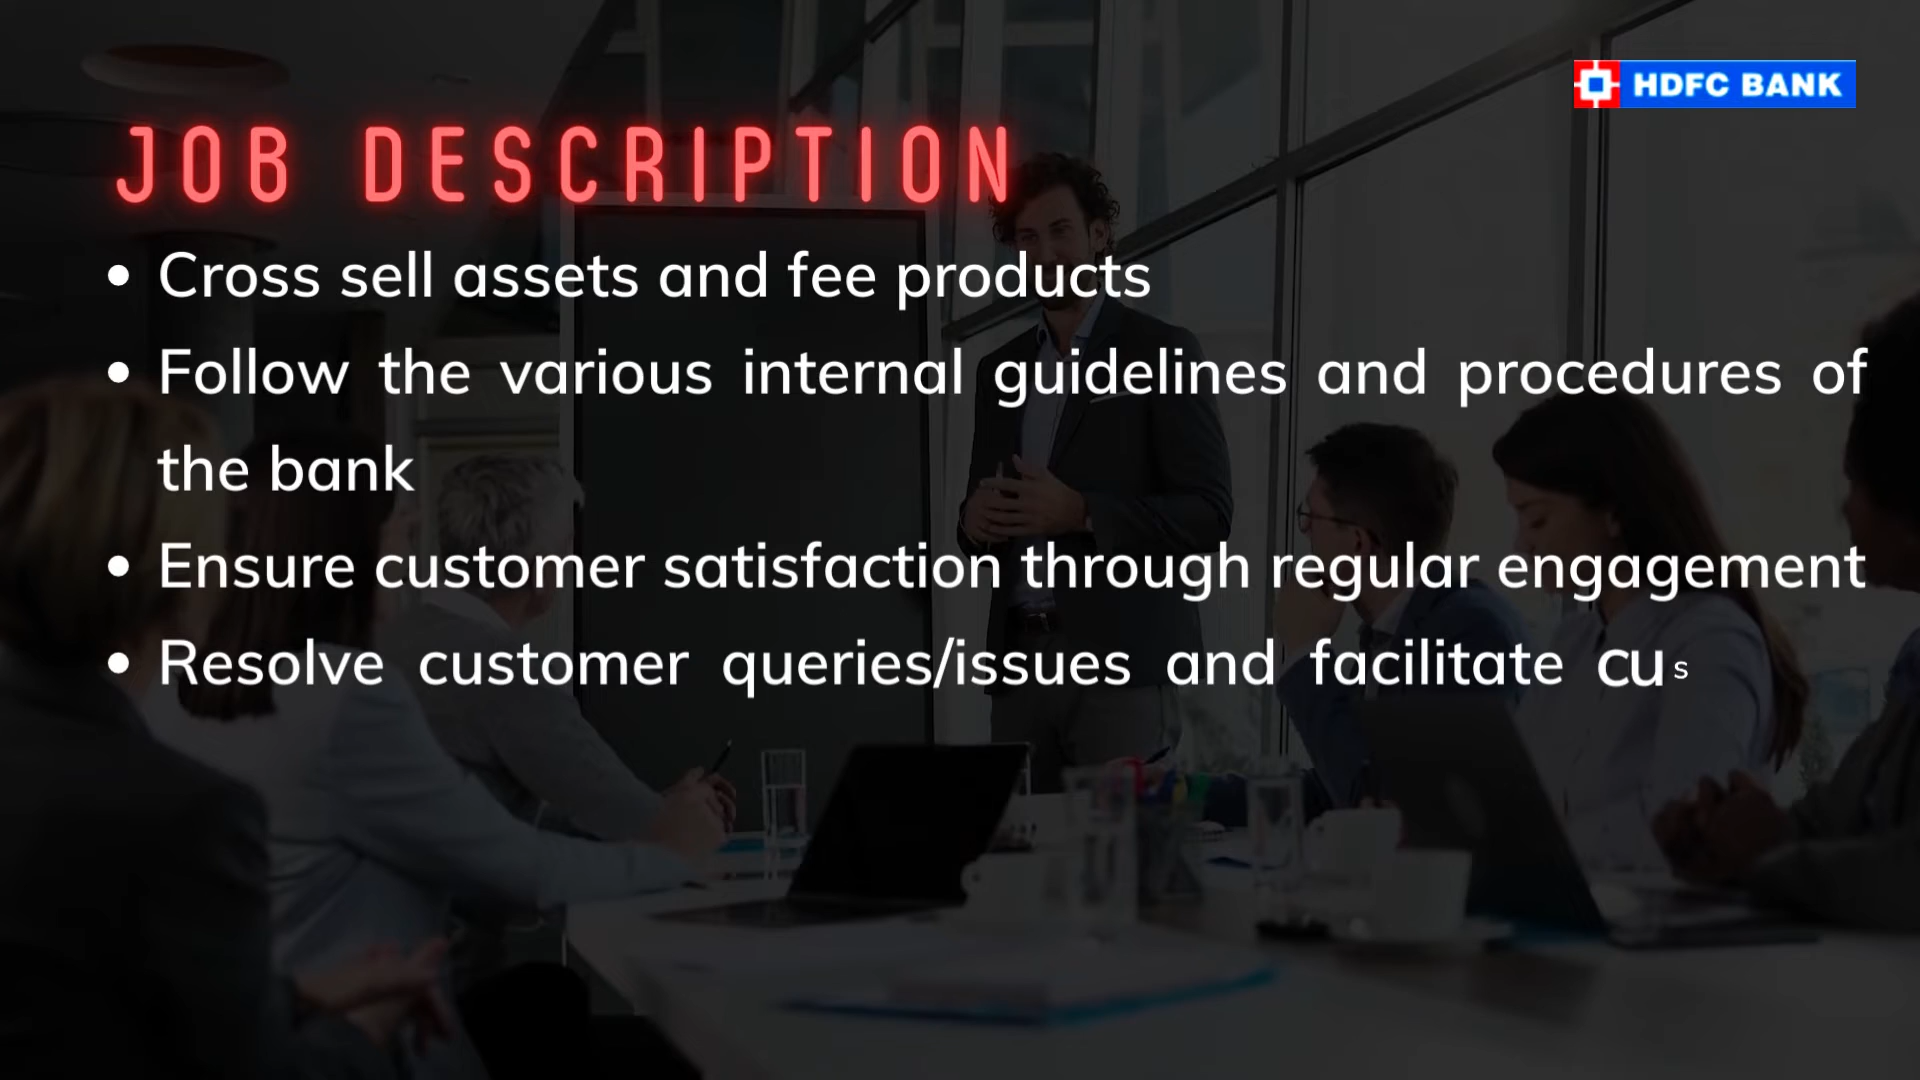 HDFC BANK
JOB DESCRIPTION
• Cross sell assets and fee products
• Follow the various internal guidelines and procedures of
the bank
• Ensure customer satisfaction through regular engagement
• Resolve customer queries/issues and facilitate cus